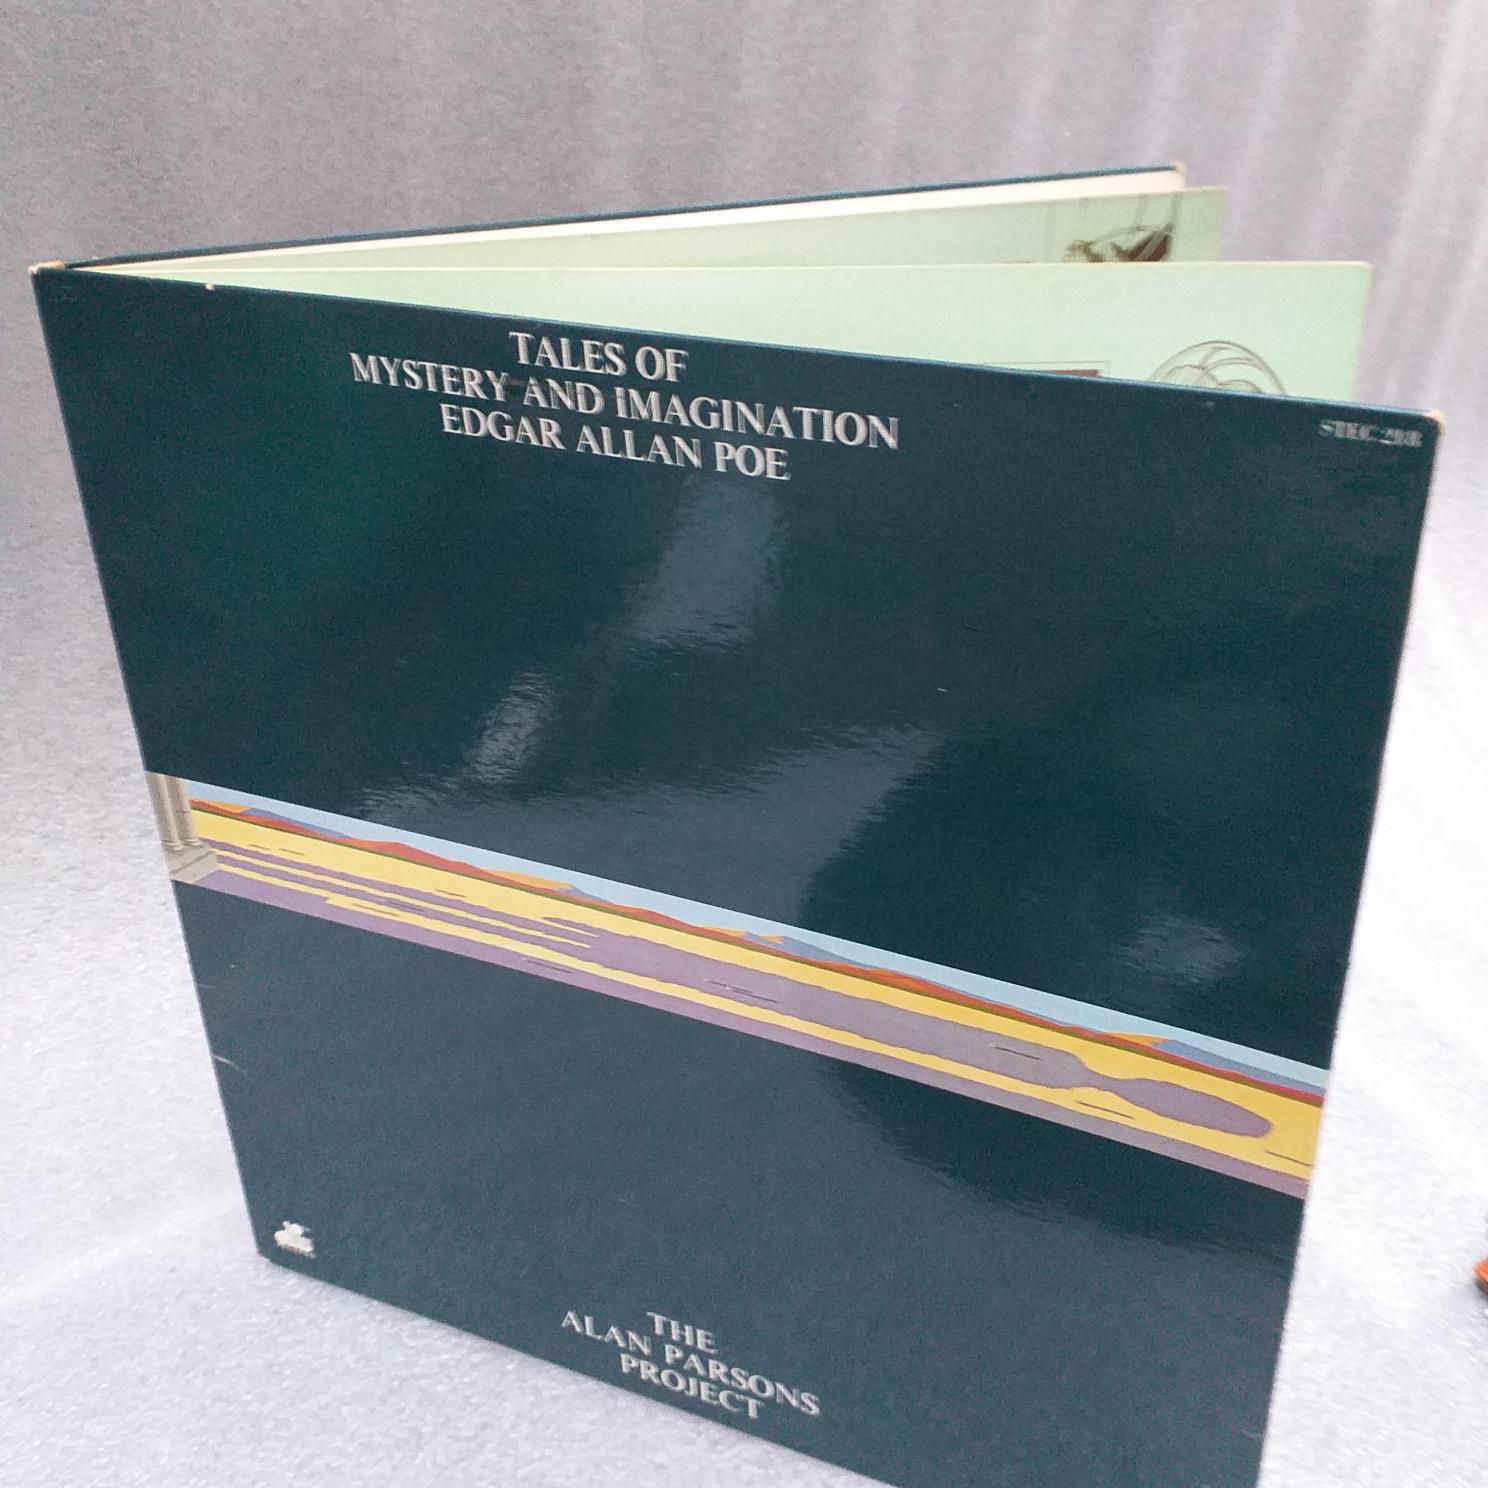 TALES OF
MYSTERY AND IMAGINATION
EDGAR ALLAN POE
THE
ALAN PARSONS
PROJECT